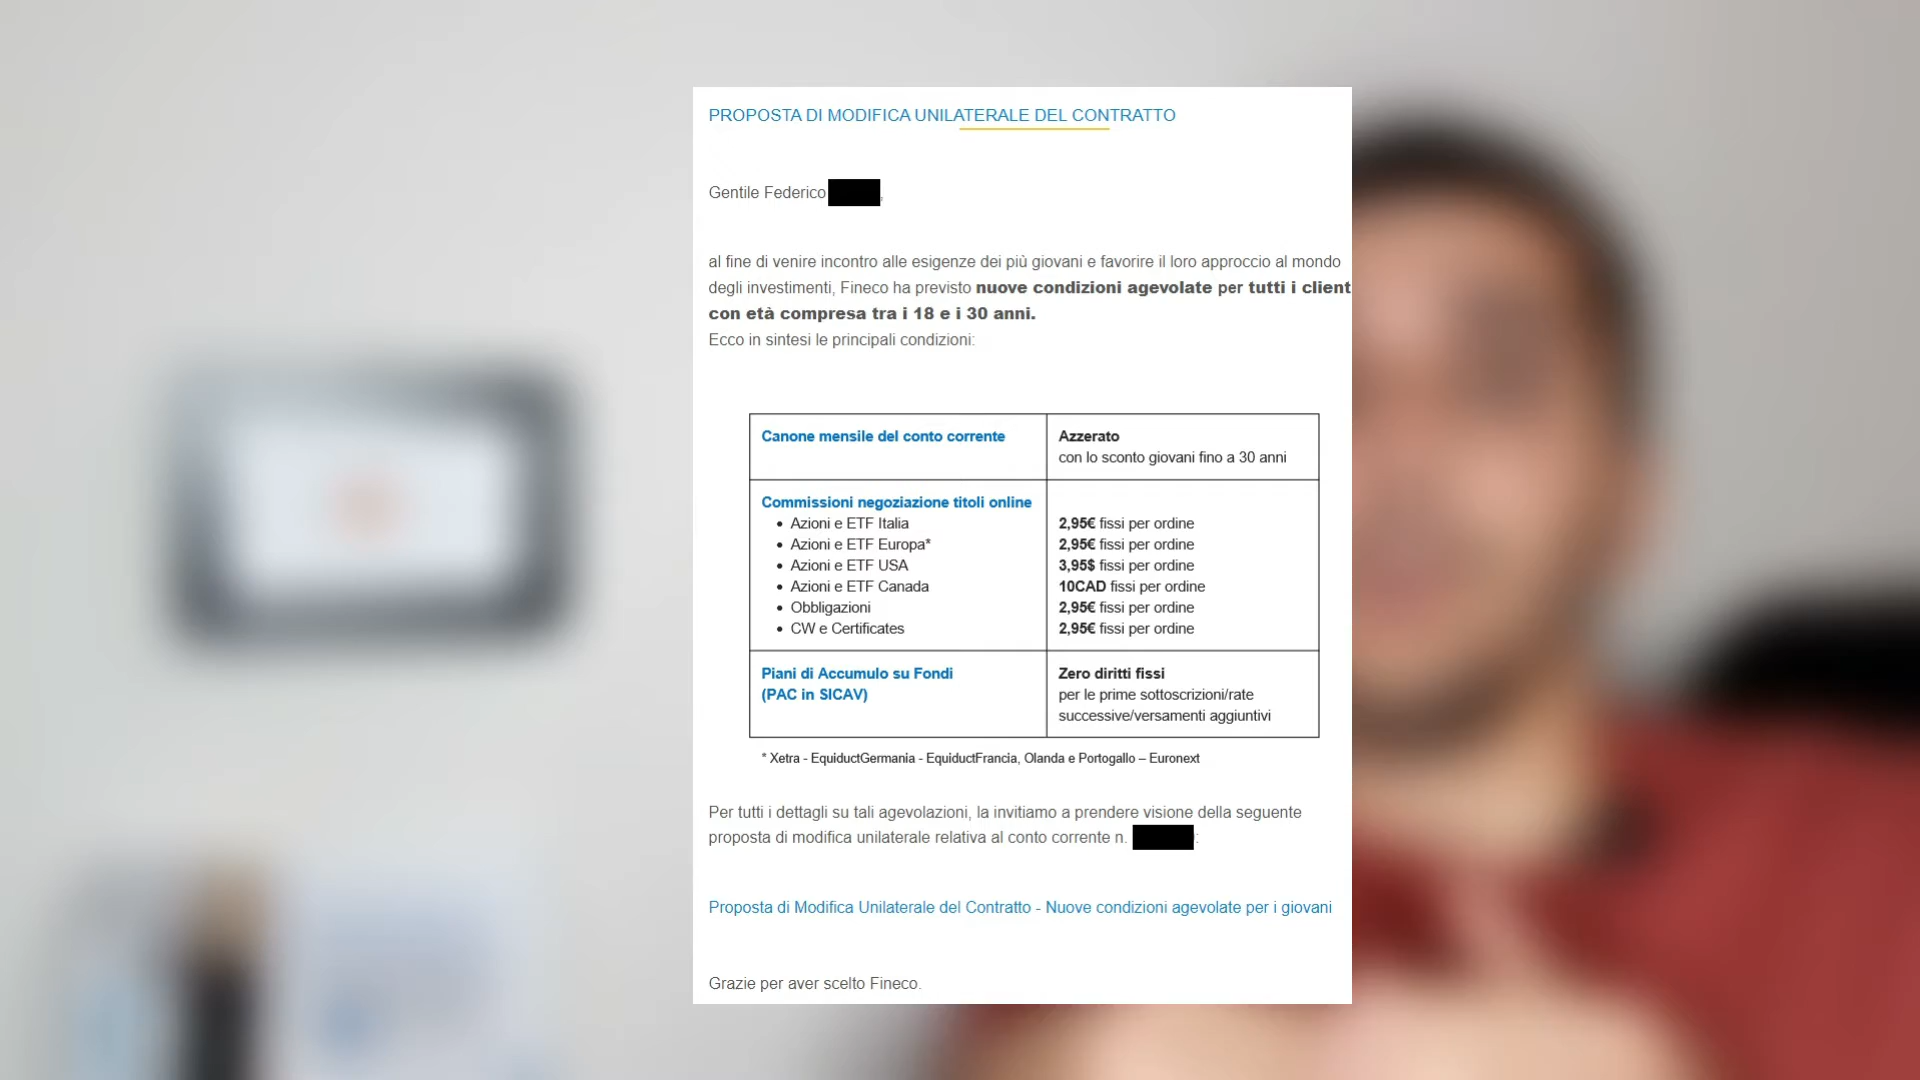 PROPOSTA DI MODIFICA UNILATERALE DEL CONTRATTO
Gentile Federico
al fine di venire incontro alle esigenze dei più giovani e favorire il loro approccio al mondo
degli investimenti, Fineco ha previsto nuove condizioni agevolate per tutti i client
con età compresa tra i 18 e i 30 anni.
Ecco in sintesi le principali condizioni:
Canone mensile del conto corrente
Azzerato
con lo sconto giovani fino a 30 anni
Commissioni negoziazione titoli online
• Azioni e ETF Italia 2,95€ fissi per ordine
• Azioni e ETF Europa* 2,95€ fissi per ordine
• Azioni e ETF USA 3,95$ fissi per ordine
• Azioni e ETF Canada 10CAD fissi per ordine
• Obbligazioni 2,95€ fissi per ordine
• CW e Certificates 2,95€ fissi per ordine
Piani di Accumulo su Fondi
(PAC in SICAV)
Zero diritti fissi
per le prime sottoscrizioni/rate
successive/versamenti aggiuntivi
* Xetra - EquiductGermania - EquiductFrancia, Olanda e Portogallo – Euronext
Per tutti i dettagli su tali agevolazioni, la invitiamo a prendere visione della seguente
proposta di modifica unilaterale relativa al conto corrente n. :
Proposta di Modifica Unilaterale del Contratto - Nuove condizioni agevolate per i giovani
Grazie per aver scelto Fineco.